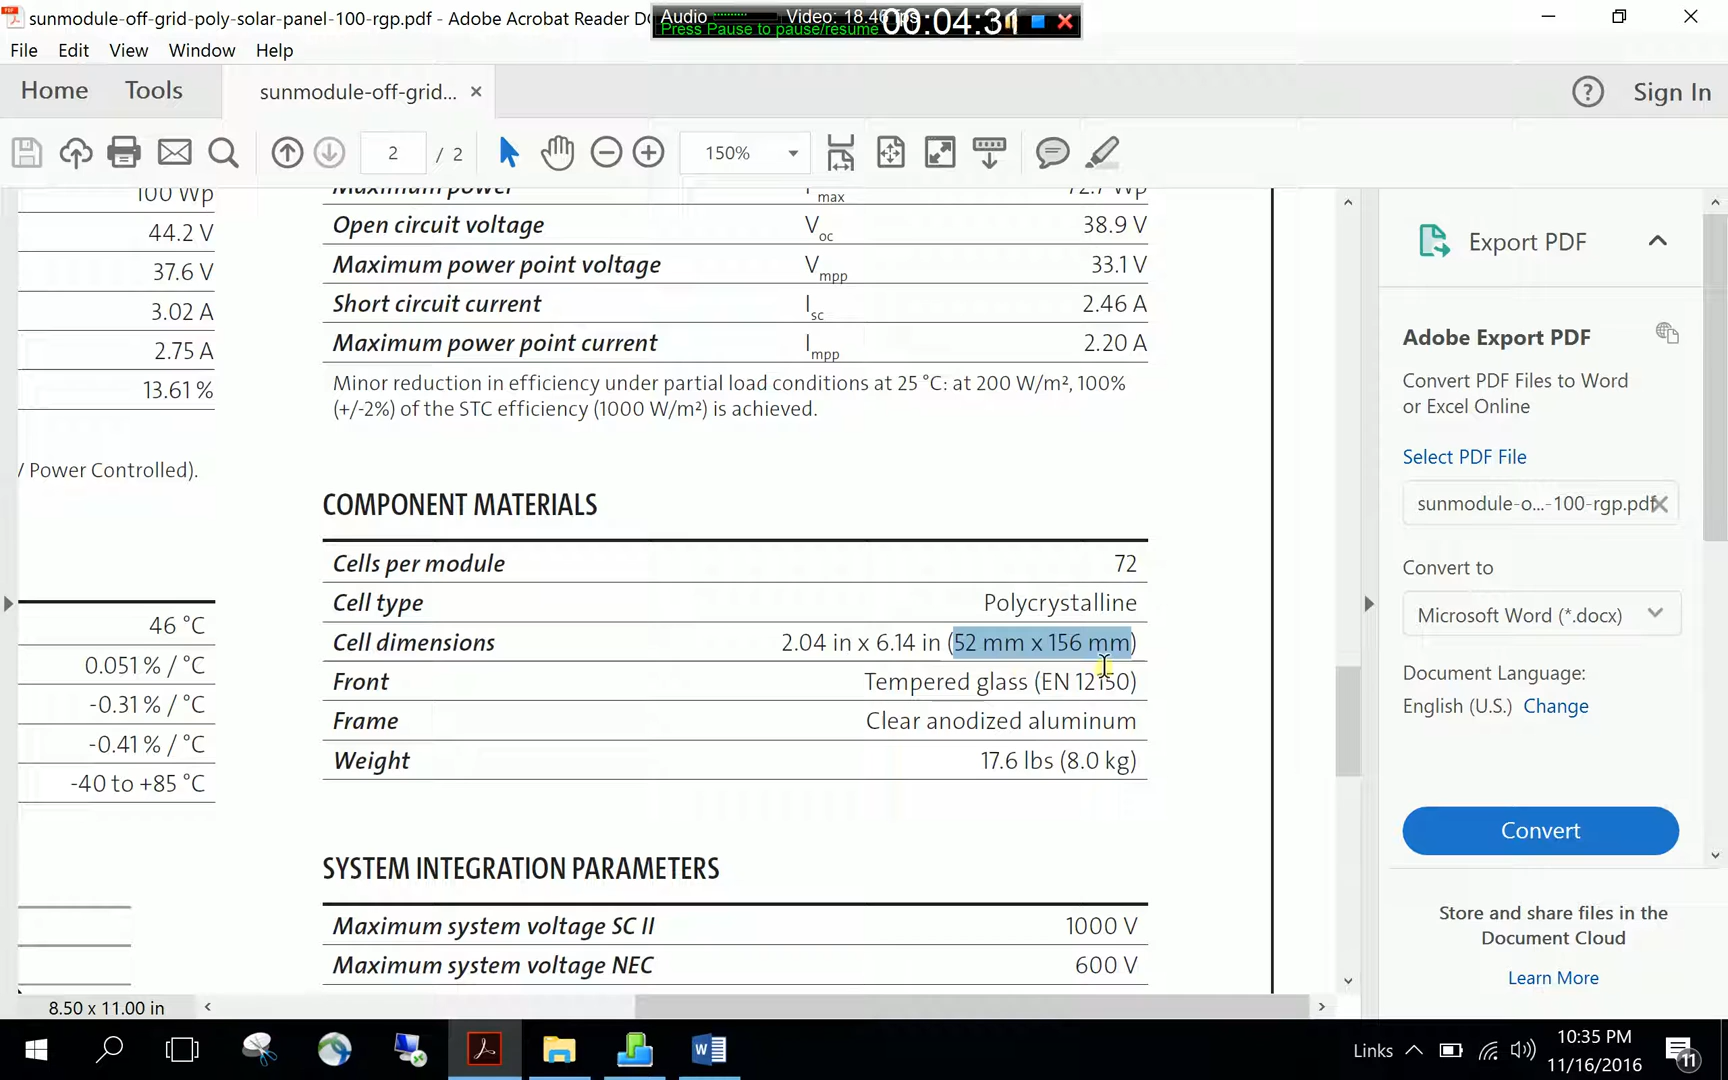 sunmodule-off-grid-poly-solar-panel-100-rgp.pdf - Adobe Acrobat Reader D
Audio Video: 18.46 fps
Press Pause to pause/resume
00:04:31
File Edit View Window Help
Home Tools sunmodule-off-grid... × ? Sign In
2 / 2 150%
100 Wp
44.2 V
37.6 V
3.02 A
2.75 A
13.61 %
/ Power Controlled).
46 °C
0.051 % / °C
-0.31 % / °C
-0.41 % / °C
-40 to +85 °C
Maximum power Pmax 72.7 Wp
Open circuit voltage Voc 38.9 V
Maximum power point voltage Vmpp 33.1 V
Short circuit current Isc 2.46 A
Maximum power point current Impp 2.20 A
Minor reduction in efficiency under partial load conditions at 25 °C: at 200 W/m², 100%
(+/-2%) of the STC efficiency (1000 W/m²) is achieved.
COMPONENT MATERIALS
Cells per module 72
Cell type Polycrystalline
Cell dimensions 2.04 in x 6.14 in (52 mm x 156 mm)
Front Tempered glass (EN 12150)
Frame Clear anodized aluminum
Weight 17.6 lbs (8.0 kg)
SYSTEM INTEGRATION PARAMETERS
Maximum system voltage SC II 1000 V
Maximum system voltage NEC 600 V
8.50 x 11.00 in
Export PDF
Adobe Export PDF
Convert PDF Files to Word
or Excel Online
Select PDF File
sunmodule-o...-100-rgp.pdf
Convert to
Microsoft Word (*.docx)
Document Language:
English (U.S.) Change
Convert
Store and share files in the
Document Cloud
Learn More
Links
10:35 PM
11/16/2016
11